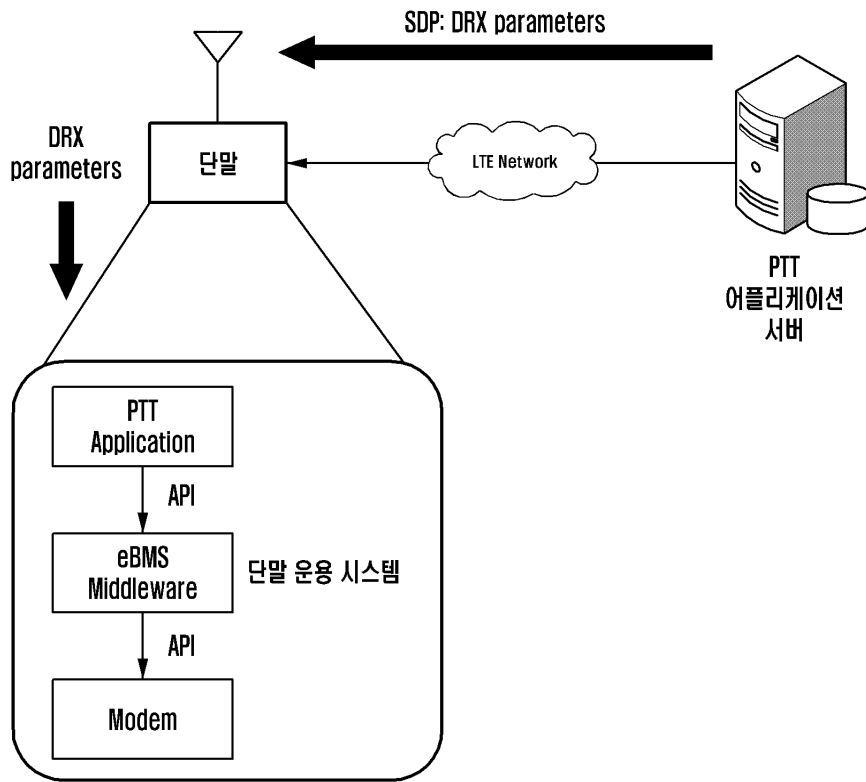 SDP: DRX parameters
DRX
parameters
단말
LTE Network
PTT
어플리케이션
서버
PTT
Application
API
eBMS
Middleware
단말 운용 시스템
API
Modem